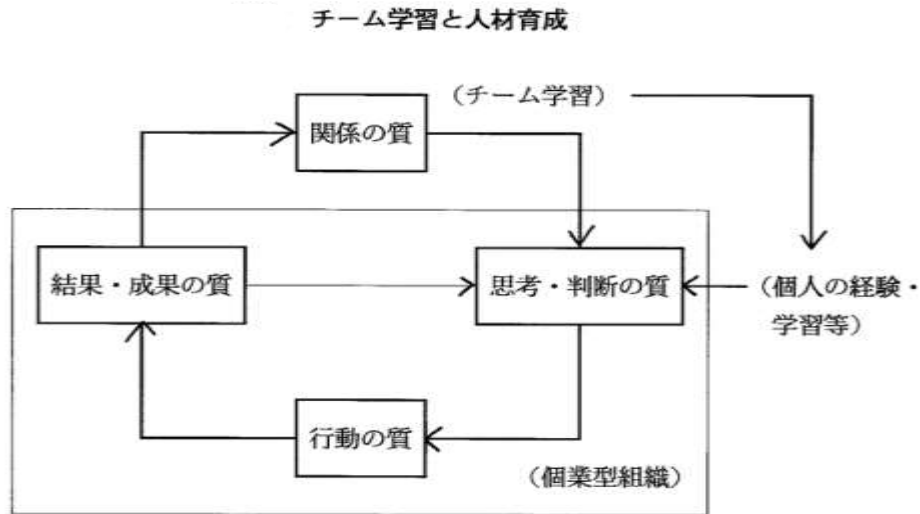 チーム学習と人材育成
（チーム学習）
関係の質
結果・成果の質
思考・判断の質
（個人の経験・
学習等）
行動の質
（個業型組織）